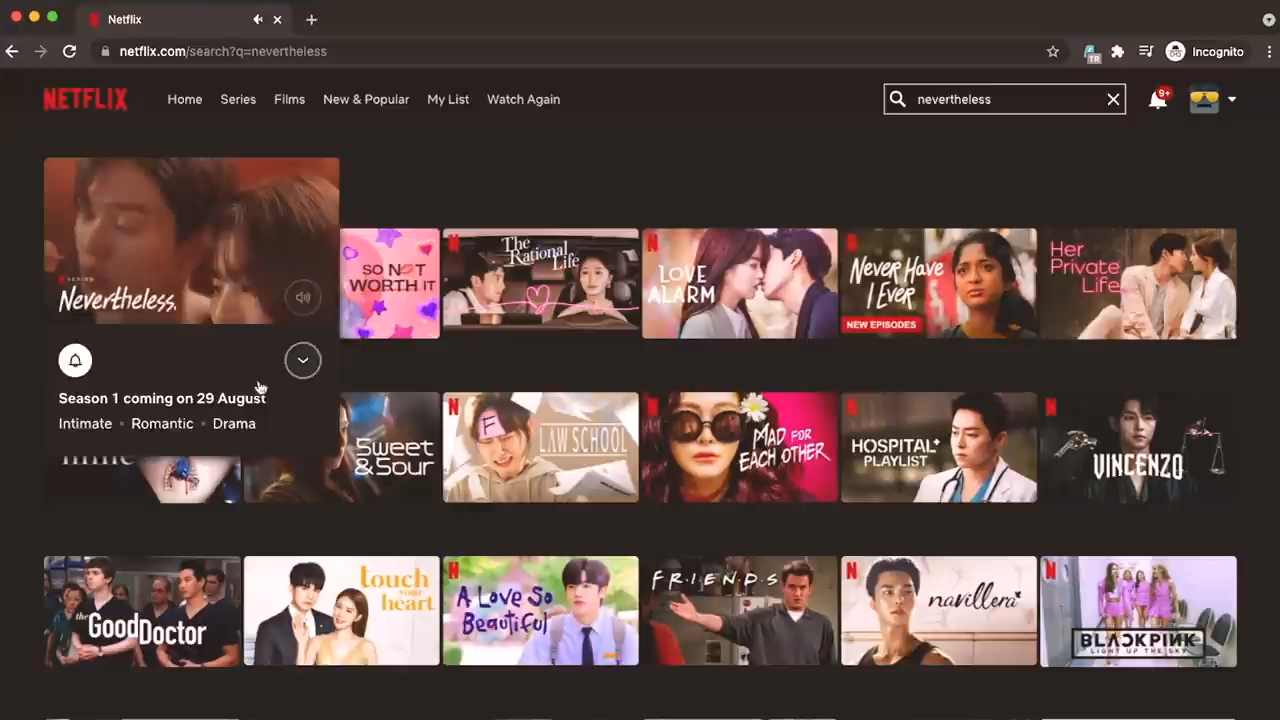 Netflix
netflix.com/search?q=nevertheless
TR
Incognito
NETFLIX
Home
Series
Films
New & Popular
My List
Watch Again
nevertheless
9+
SERIES
Nevertheless,
Season 1 coming on 29 August
Intimate • Romantic • Drama
SO NOT
WORTH IT
The
Rational
Life
LOVE
ALARM
Never Have
I Ever
NEW EPISODES
Her
Private
Life
Sweet
&Sour
F
LAW SCHOOL
MAD FOR
EACH OTHER
HOSPITAL
PLAYLIST
VINCENZO
the
Good Doctor
touch
your
heart
A Love So
Beautiful
F•R•I•E•N•D•S
navillera
BLACKPINK
LIGHT UP THE SKY